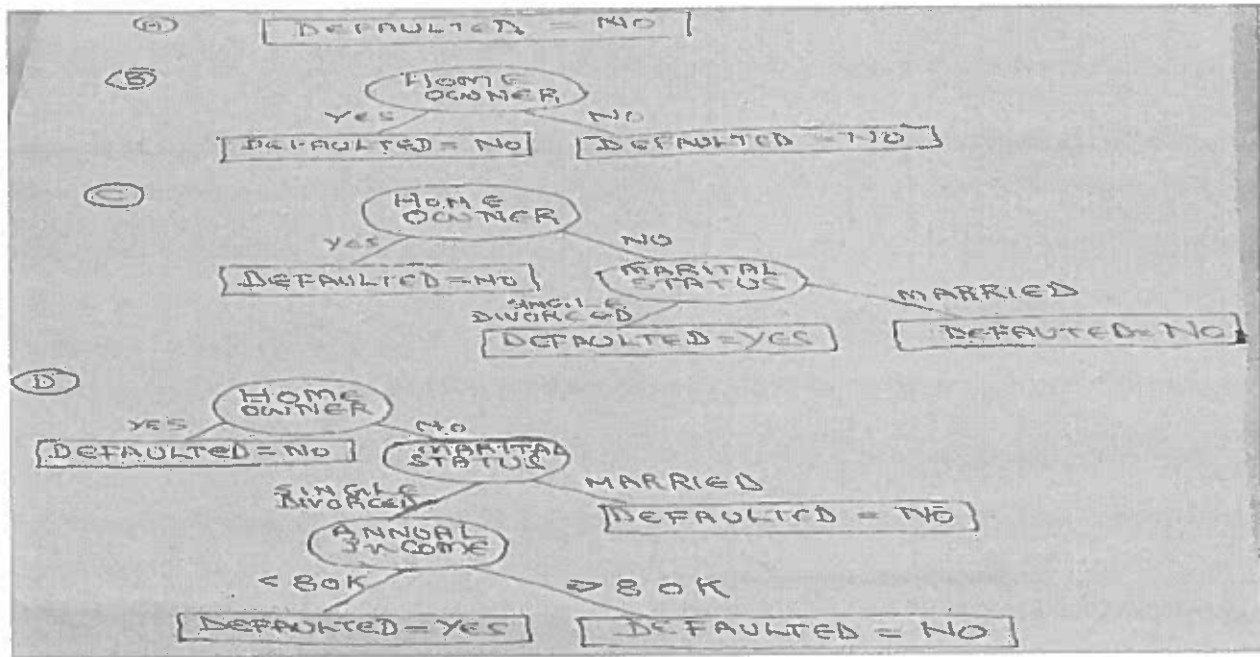 (A) DEFAULTED = NO
(B) HOME
OWNER
YES NO
DEFAULTED = NO DEFAULTED = NO
(C) HOME
OWNER
YES NO
DEFAULTED = NO MARITAL
STATUS
SINGLE
DIVORCED MARRIED
DEFAULTED = YES DEFAUTED = NO
(D) HOME
OWNER
YES NO
DEFAULTED = NO MARITAL
STATUS
SINGLE
DIVORCED MARRIED
DEFAULTED = NO
ANNUAL
INCOME
< 80K => 80K
DEFAULTED = YES DEFAULTED = NO